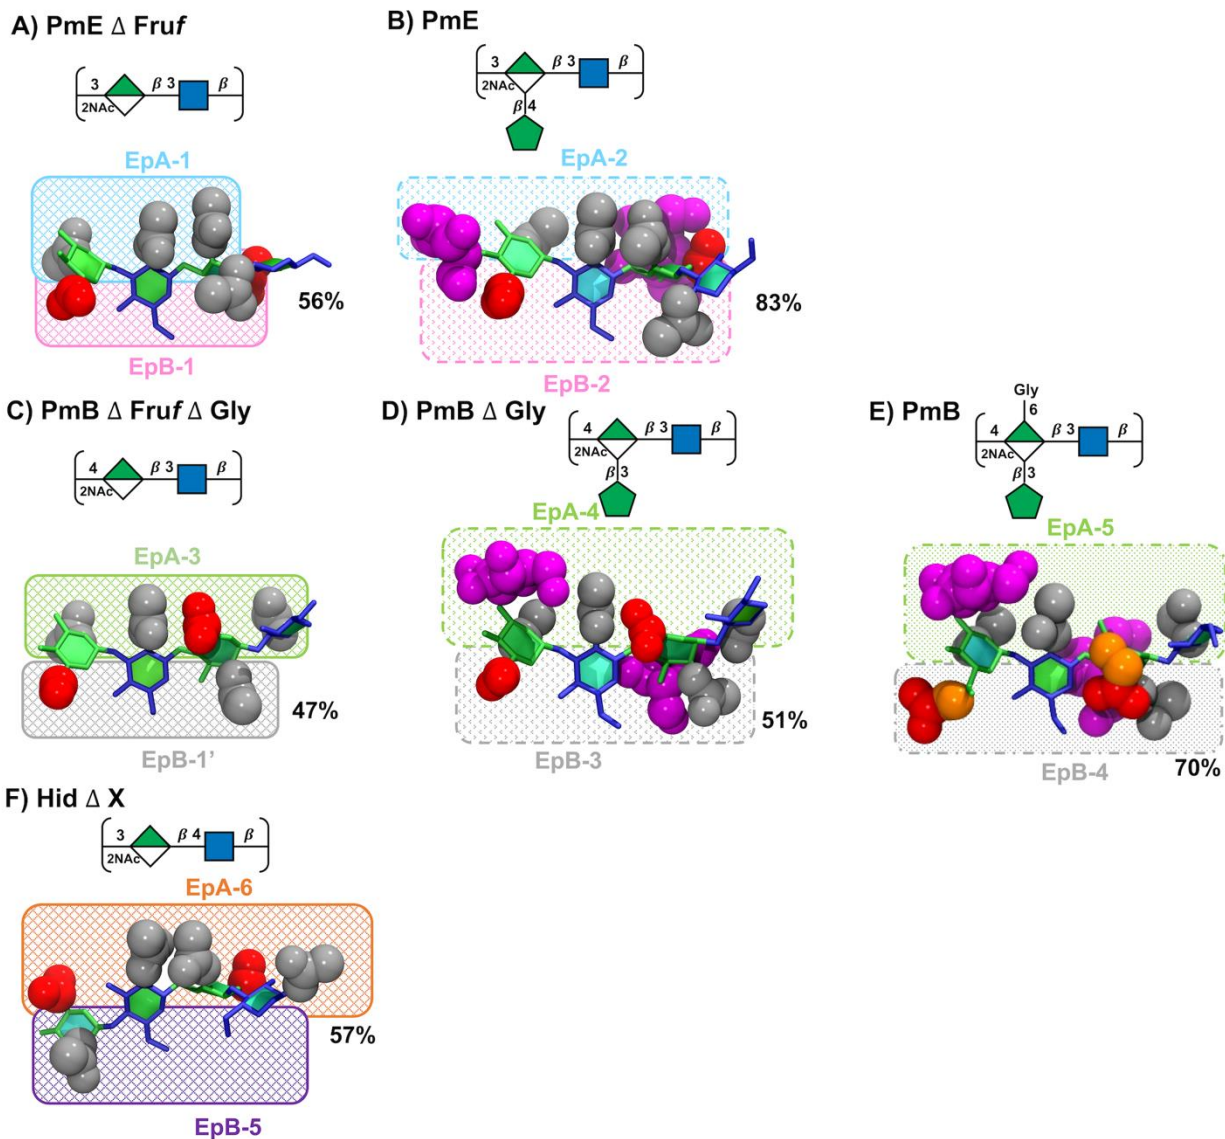 A) PmE Δ Fruf
3 β 3 β
2NAc
EpA-1
56%
EpB-1
B) PmE
3 β 3 β
2NAc
β 4
EpA-2
83%
EpB-2
C) PmB Δ Fruf Δ Gly
4 β 3 β
2NAc
EpA-3
47%
EpB-1’
D) PmB Δ Gly
4 β 3 β
2NAc
β 3
EpA-4
51%
EpB-3
E) PmB
Gly
6
4 β 3 β
2NAc
β 3
EpA-5
EpB-4
70%
F) Hid Δ X
3 β 4 β
2NAc
EpA-6
57%
EpB-5